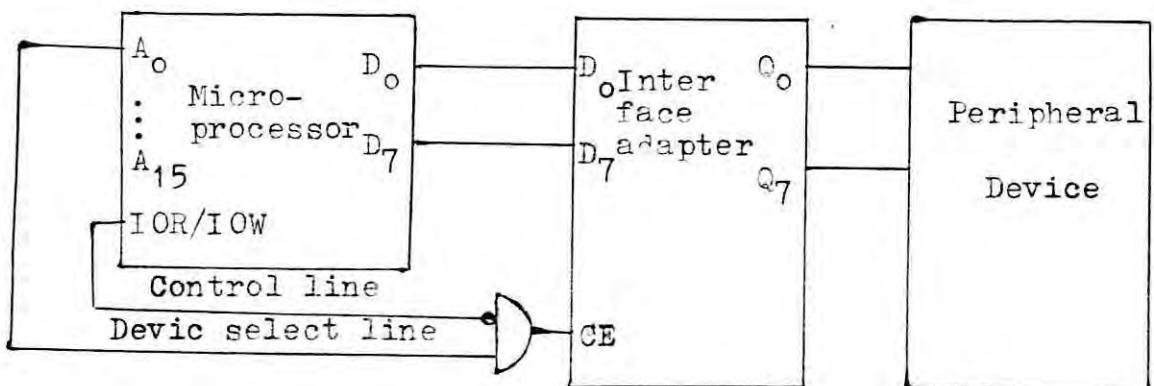 A₀
⋮
A₁₅
IOR/IOW
Micro-
processor
D₀
D₇
D₀
D₇
Inter
face
adapter
Q₀
Q₇
CE
Peripheral
Device
Control line
Devic select line